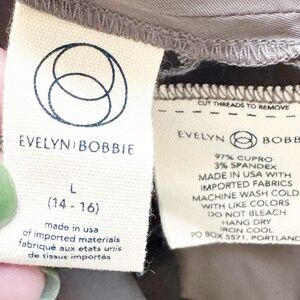 EVELYN BOBBIE
L
(14 - 16)
made in usa
of imported materials
fabriqué aux etats unis
de tissus importés
CUT THREADS TO REMOVE
EVELYN BOBB
97% CUPRO
3% SPANDEX
MADE IN USA WITH
IMPORTED FABRICS
MACHINE WASH COLD
WITH LIKE COLORS
DO NOT BLEACH
HANG DRY
IRON COOL
PO BOX 5571, PORTLAND